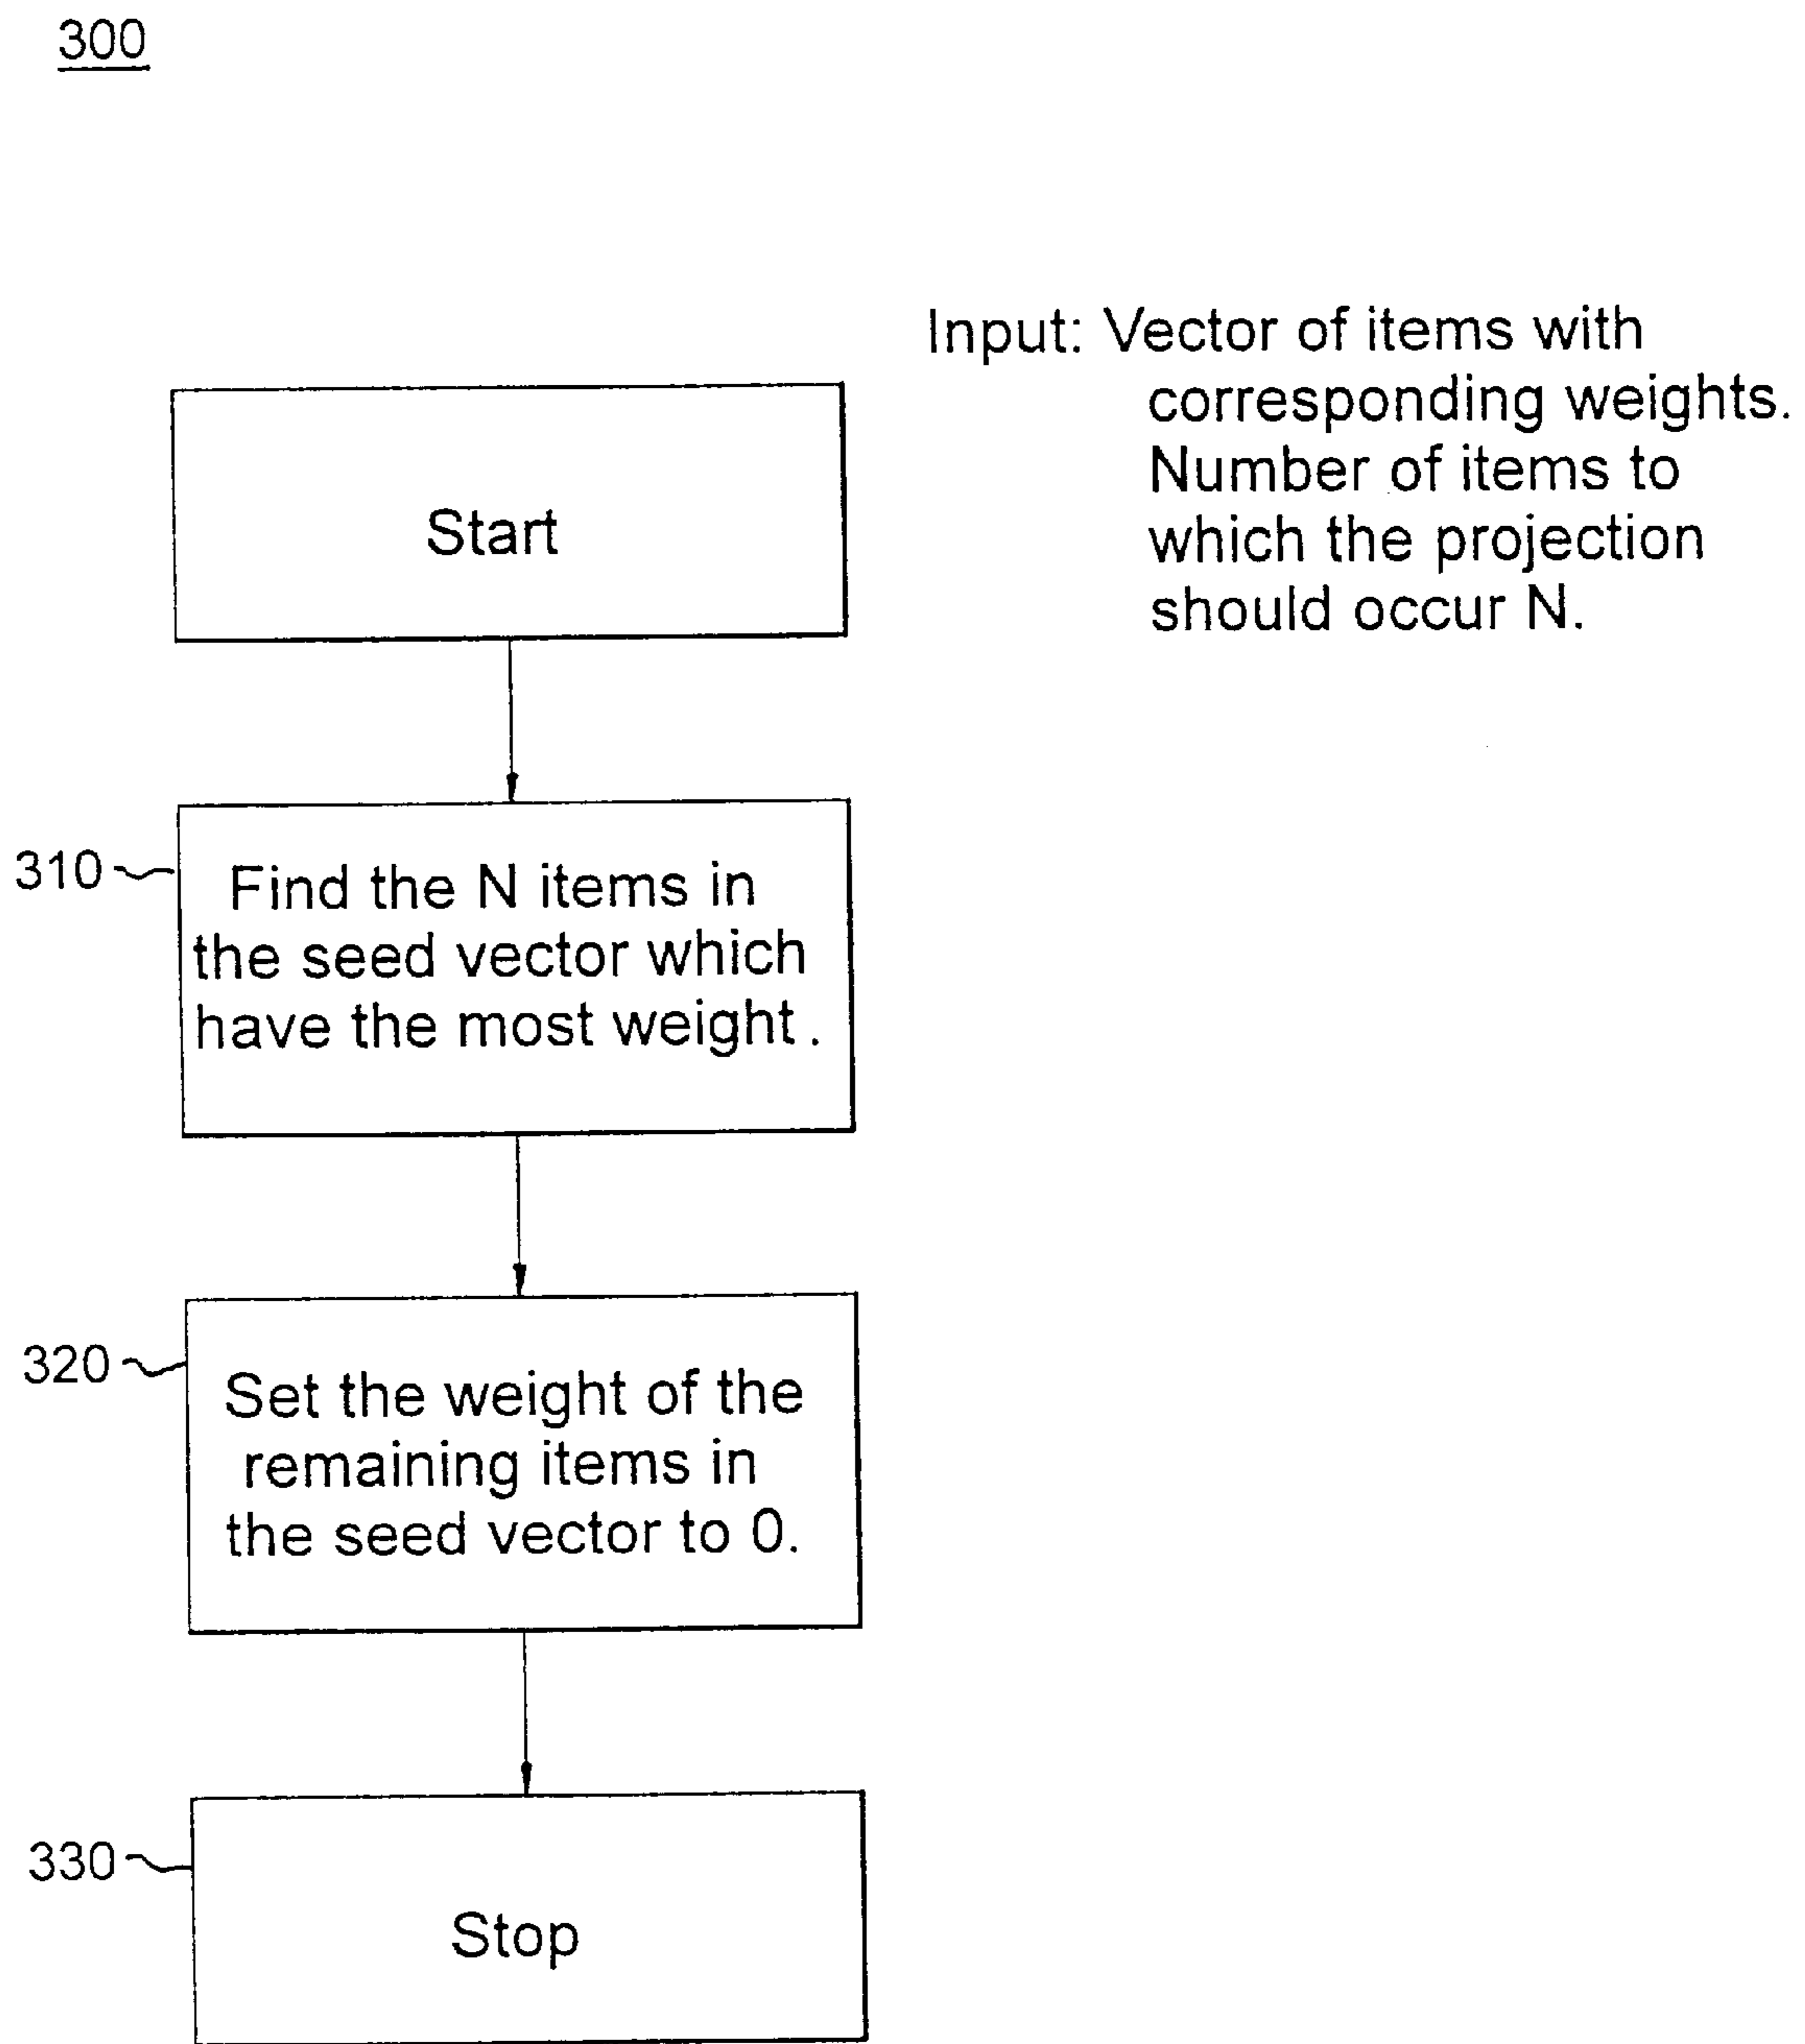 300
Input: Vector of items with
corresponding weights.
Number of items to
which the projection
should occur N.
Start
310
Find the N items in
the seed vector which
have the most weight.
320
Set the weight of the
remaining items in
the seed vector to 0.
330
Stop